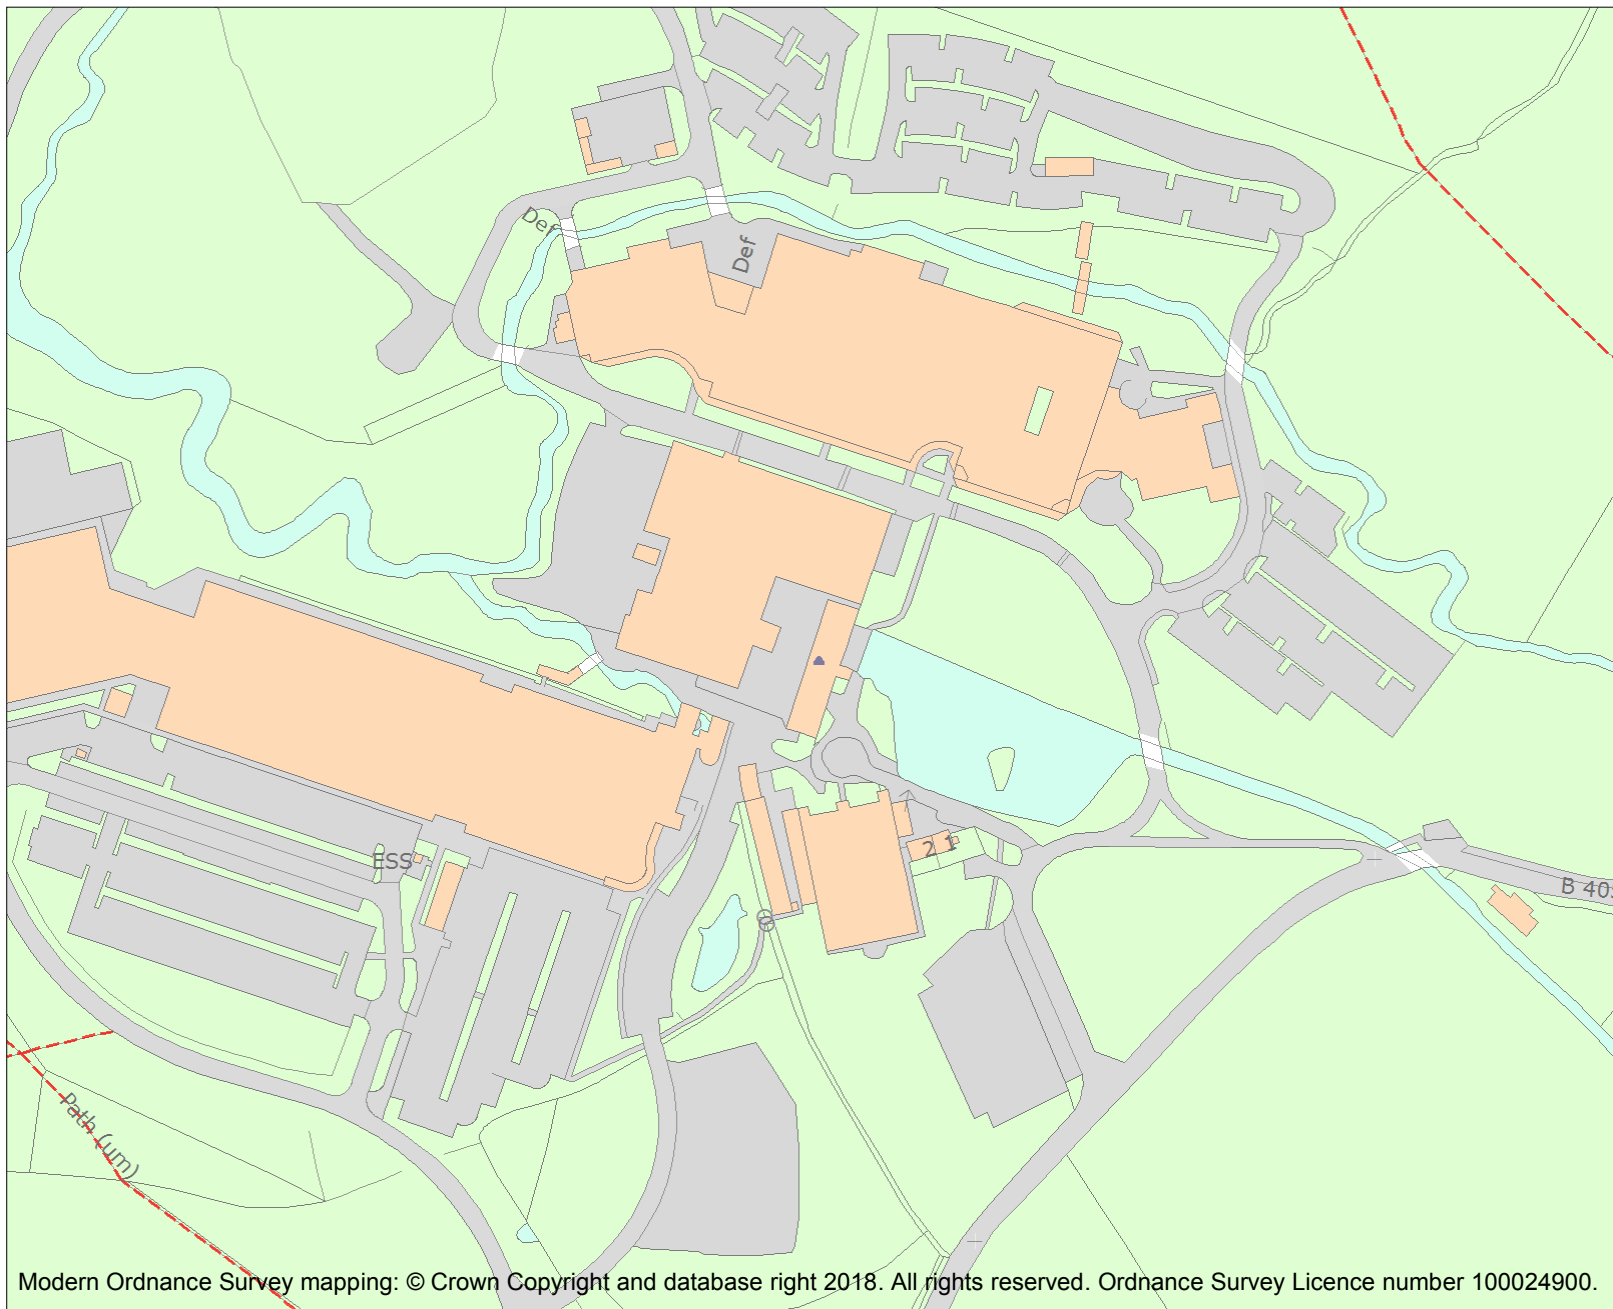 Def
Def
ESS
2 1
B 40
Path (um)
Modern Ordnance Survey mapping: © Crown Copyright and database right 2018. All rights reserved. Ordnance Survey Licence number 100024900.